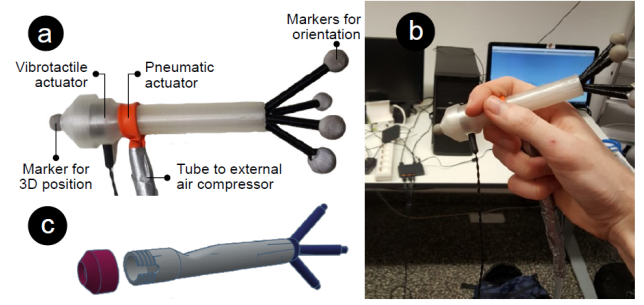 a
Markers for
orientation
Vibrotactile
actuator
Pneumatic
actuator
Marker for
3D position
Tube to external
air compressor
b
c